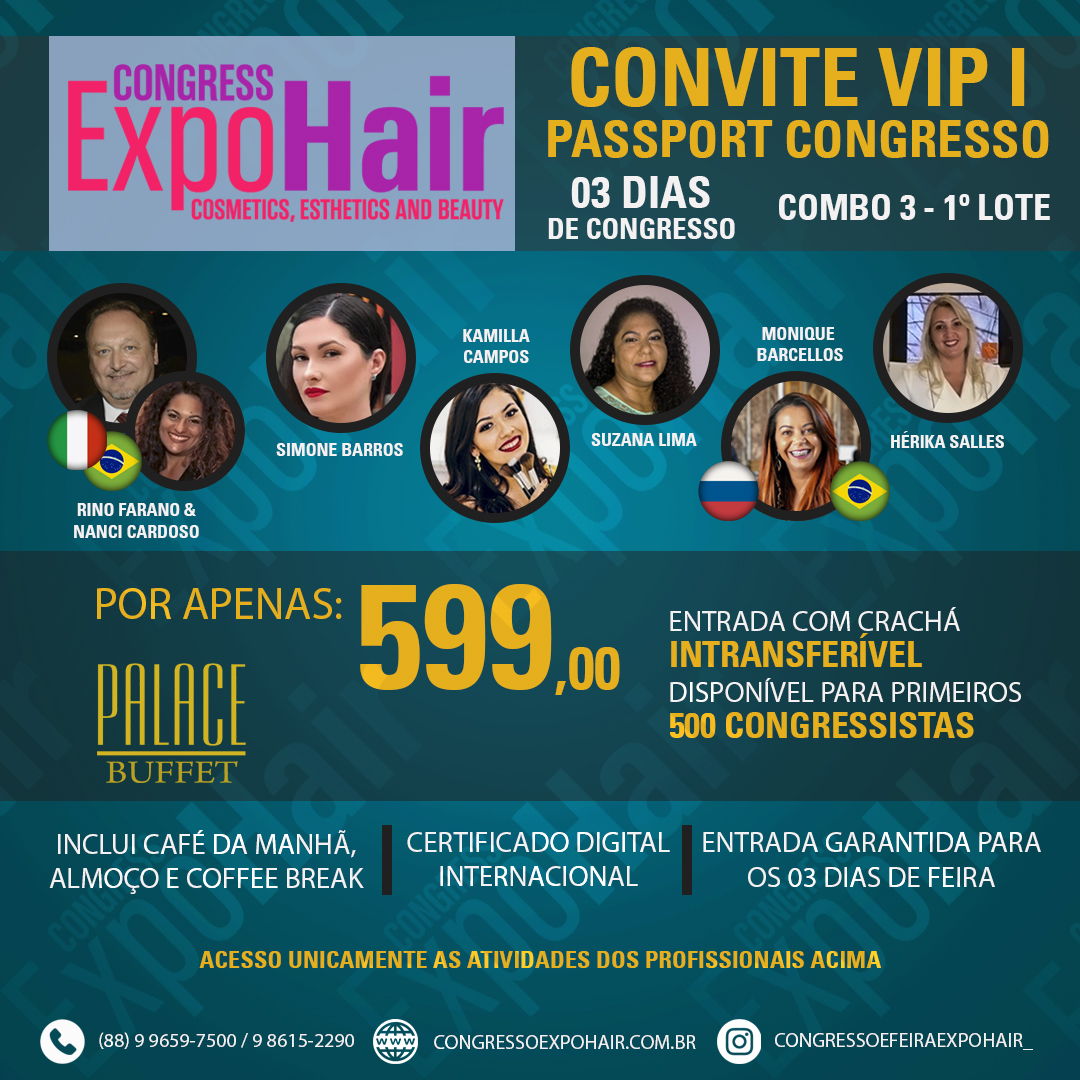 CONGRESS
ExpoHair
COSMETICS, ESTHETICS AND BEAUTY
CONVITE VIP I
PASSPORT CONGRESSO
03 DIAS
DE CONGRESSO
COMBO 3 - 1º LOTE
RINO FARANO &
NANCI CARDOSO
SIMONE BARROS
KAMILLA
CAMPOS
SUZANA LIMA
MONIQUE
BARCELLOS
HÉRIKA SALLES
POR APENAS:
599,00
PALACE
BUFFET
ENTRADA COM CRACHÁ
INTRANSFERÍVEL
DISPONÍVEL PARA PRIMEIROS
500 CONGRESSISTAS
INCLUI CAFÉ DA MANHÃ,
ALMOÇO E COFFEE BREAK
CERTIFICADO DIGITAL
INTERNACIONAL
ENTRADA GARANTIDA PARA
OS 03 DIAS DE FEIRA
ACESSO UNICAMENTE AS ATIVIDADES DOS PROFISSIONAIS ACIMA
(88) 9 9659-7500 / 9 8615-2290
WWW
CONGRESSOEXPOHAIR.COM.BR
CONGRESSOEFEIRAEXPOHAIR_